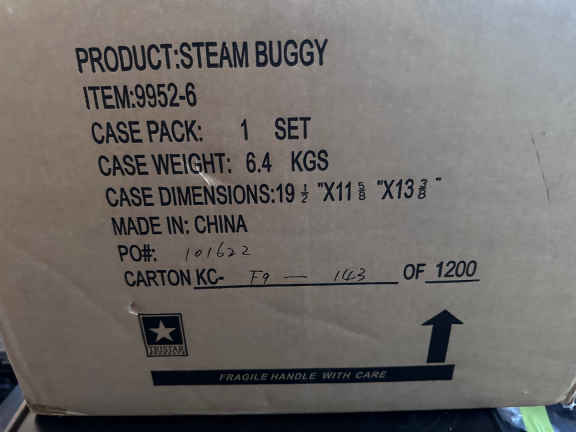 PRODUCT:STEAM BUGGY
ITEM:9952-6
CASE PACK: 1 SET
CASE WEIGHT: 6.4 KGS
CASE DIMENSIONS:19 1/2 "X11 5/8 "X13 3/8 "
MADE IN: CHINA
PO#: 101622
CARTON KC- F9 — 143 OF 1200
FRAGILE HANDLE WITH CARE